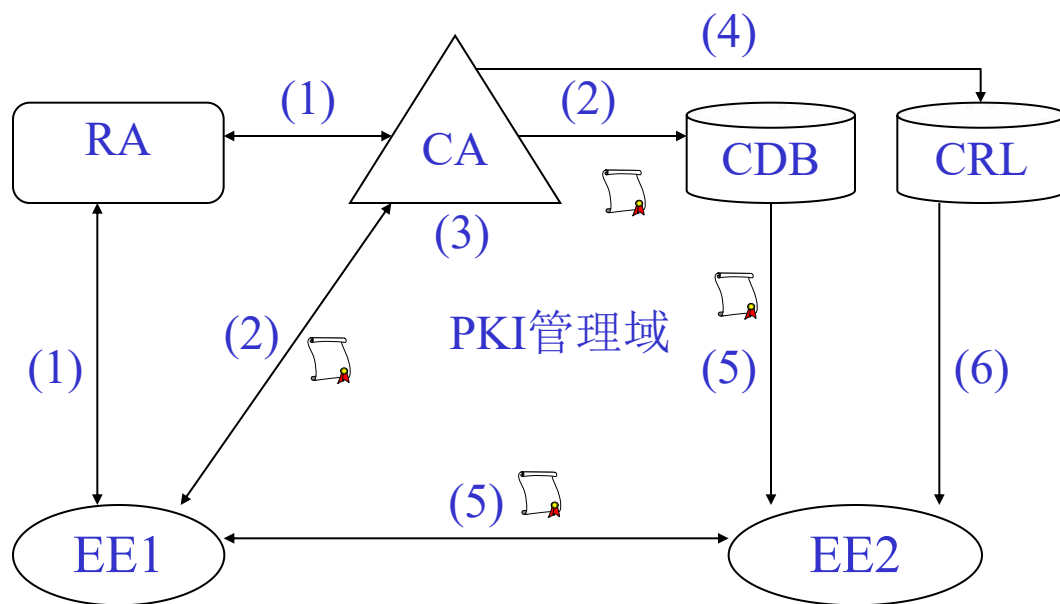 (4)
(1)
(2)
RA
CA
CDB
CRL
(3)
(2)
PKI管理域
(1)
(5)
(6)
(5)
EE1
EE2